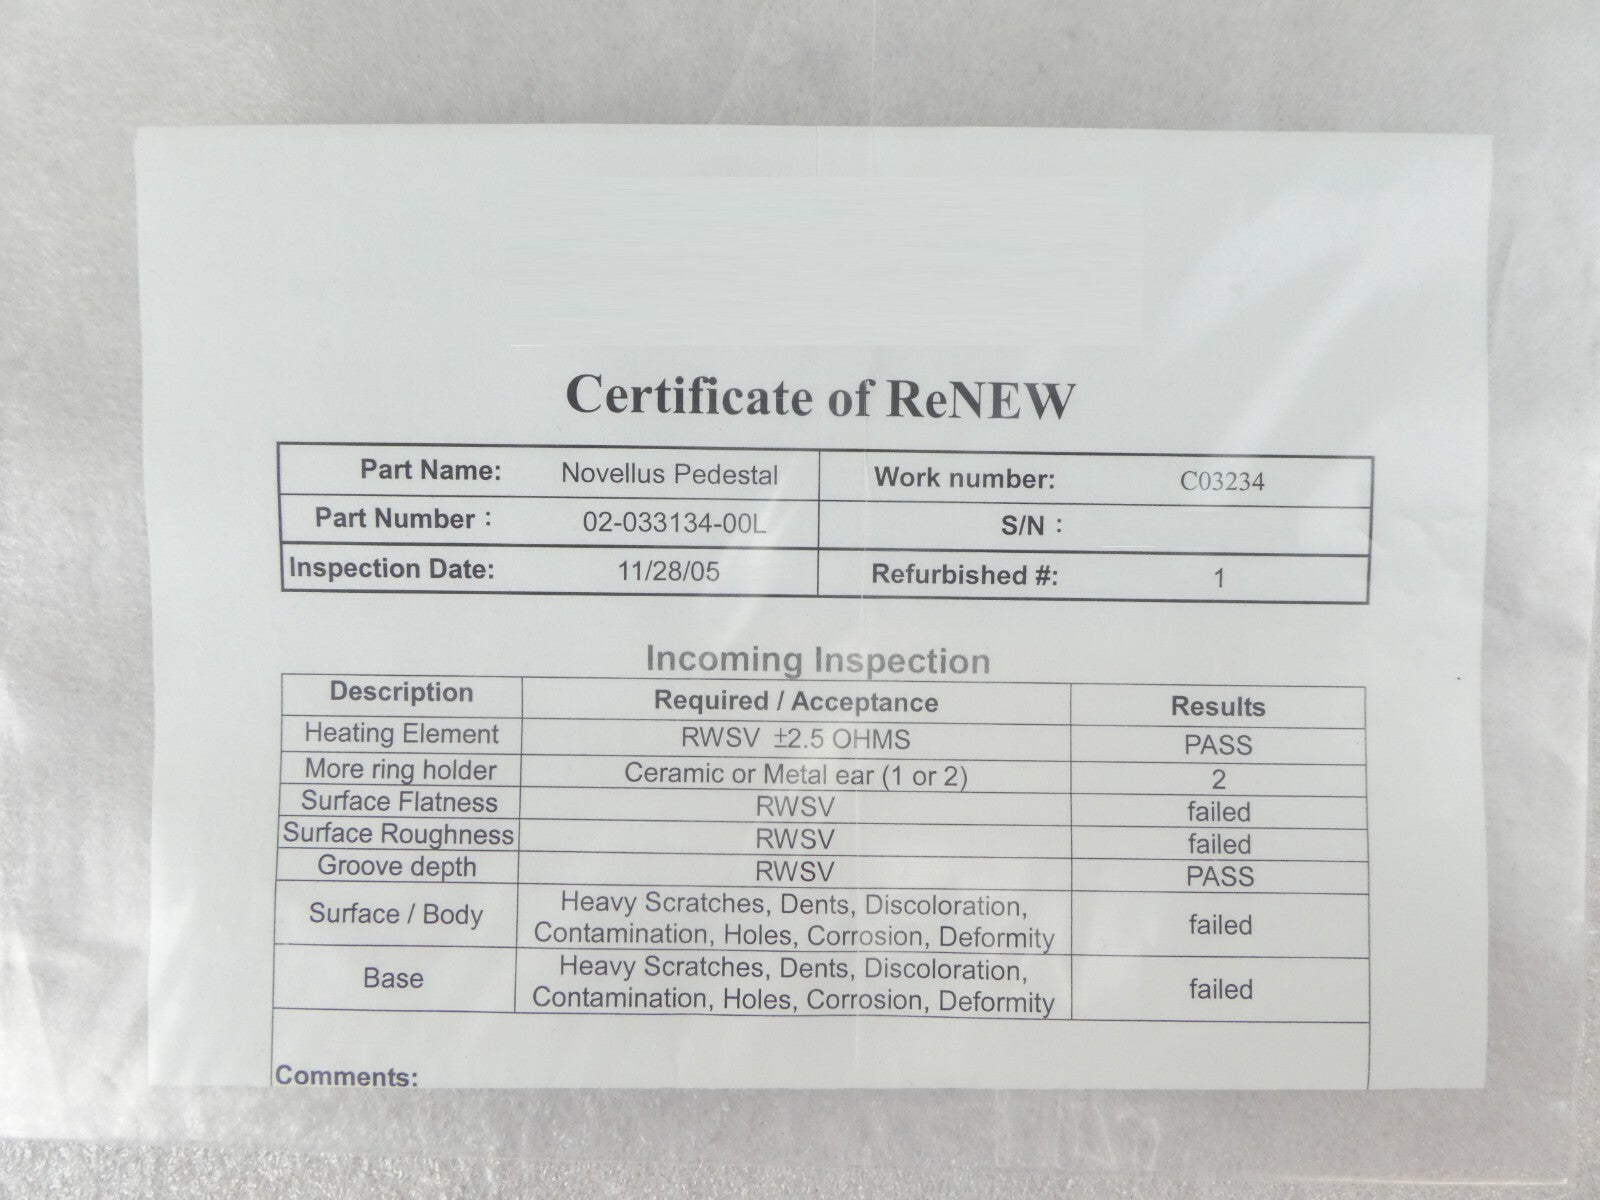 Certificate of ReNEW
Part Name: Novellus Pedestal Work number: C03234
Part Number : 02-033134-00L S/N :
Inspection Date: 11/28/05 Refurbished #: 1
Incoming Inspection
Description Required / Acceptance Results
Heating Element RWSV ±2.5 OHMS PASS
More ring holder Ceramic or Metal ear (1 or 2) 2
Surface Flatness RWSV failed
Surface Roughness RWSV failed
Groove depth RWSV PASS
Surface / Body Heavy Scratches, Dents, Discoloration,
Contamination, Holes, Corrosion, Deformity failed
Base Heavy Scratches, Dents, Discoloration,
Contamination, Holes, Corrosion, Deformity failed
Comments: